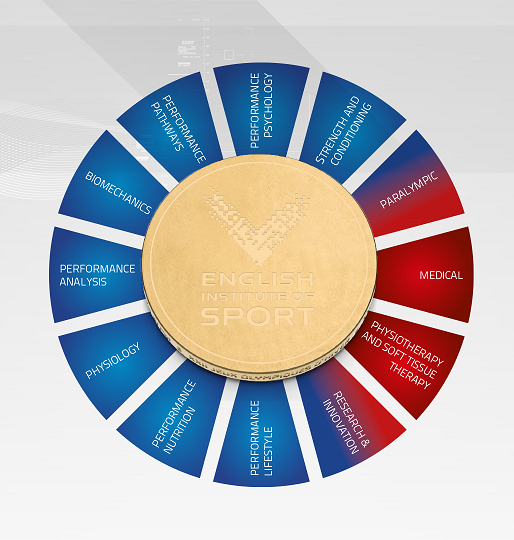 PERFORMANCE
PSYCHOLOGY
STRENGTH AND
CONDITIONING
PARALYMPIC
MEDICAL
PHYSIOTHERAPY
AND SOFT TISSUE
THERAPY
RESEARCH &
INNOVATION
PERFORMANCE
LIFESTYLE
PERFORMANCE
NUTRITION
PHYSIOLOGY
PERFORMANCE
ANALYSIS
BIOMECHANICS
PERFORMANCE
PATHWAYS
ENGLISH
INSTITUTE OF
SPORT